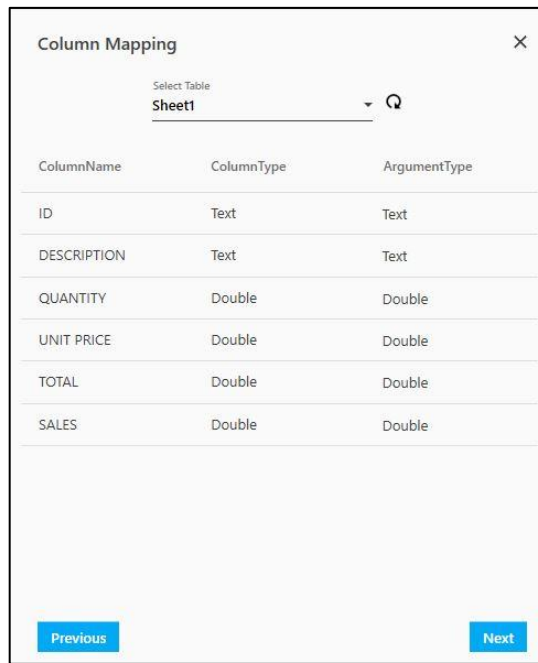 Column Mapping
Select Table
Sheet1
ColumnName ColumnType ArgumentType
ID Text Text
DESCRIPTION Text Text
QUANTITY Double Double
UNIT PRICE Double Double
TOTAL Double Double
SALES Double Double
Previous Next